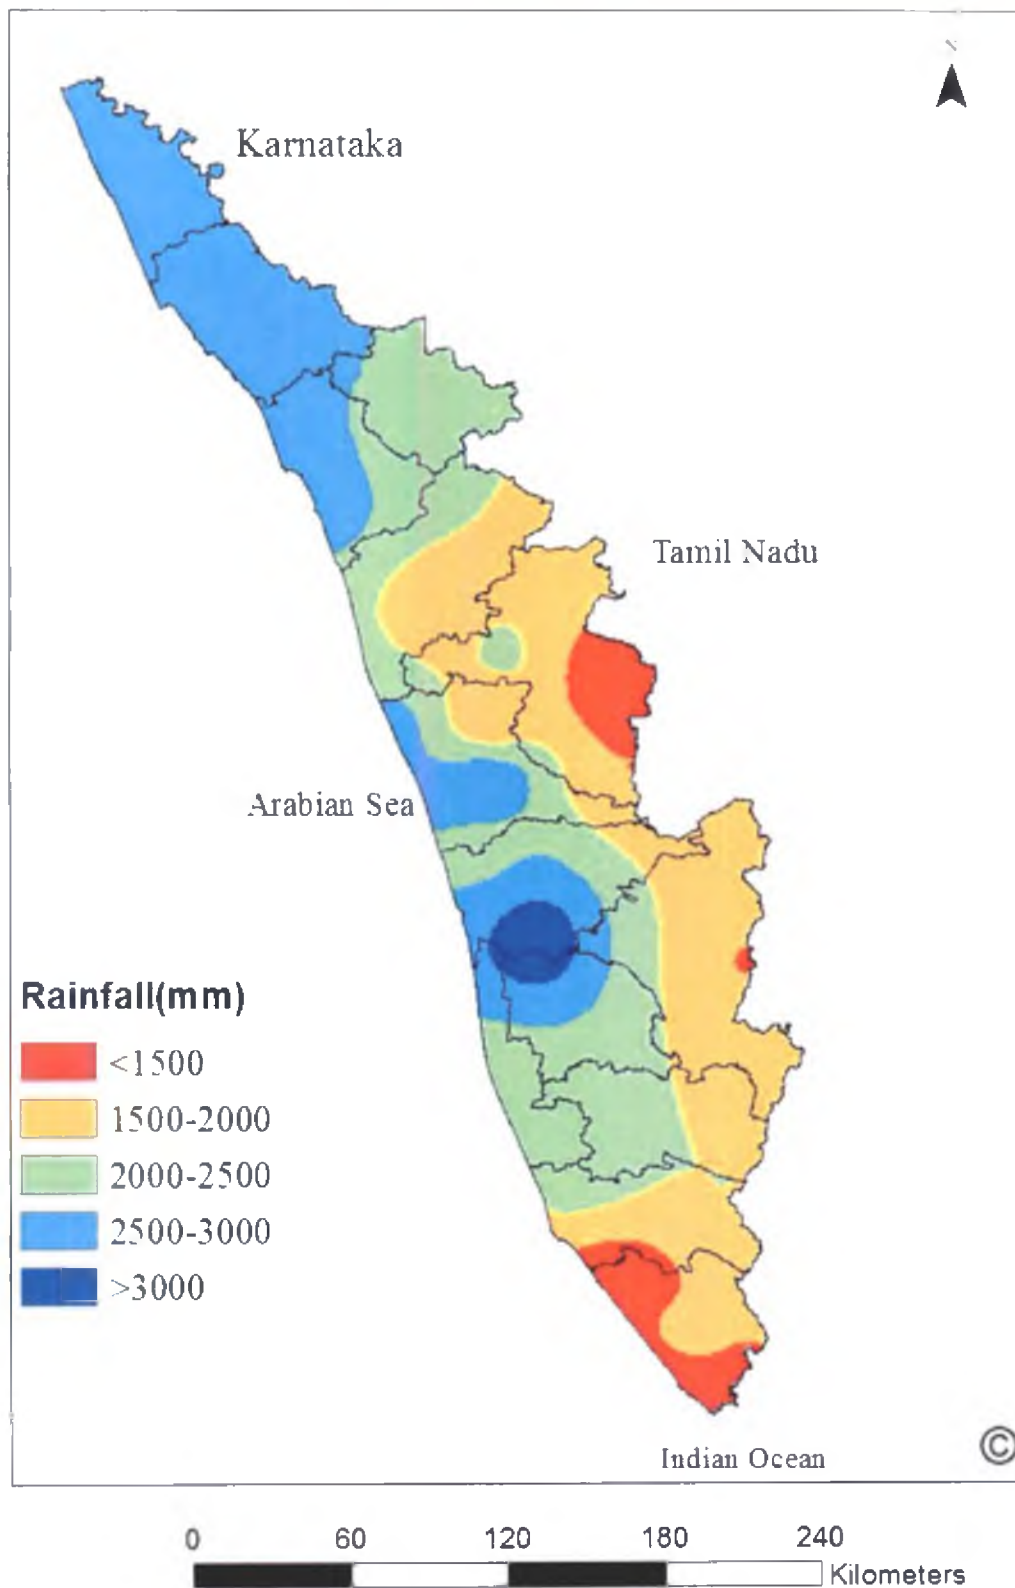 N
Karnataka
Tamil Nadu
Arabian Sea
Rainfall(mm)
<1500
1500-2000
2000-2500
2500-3000
>3000
Indian Ocean
©
0 60 120 180 240
Kilometers